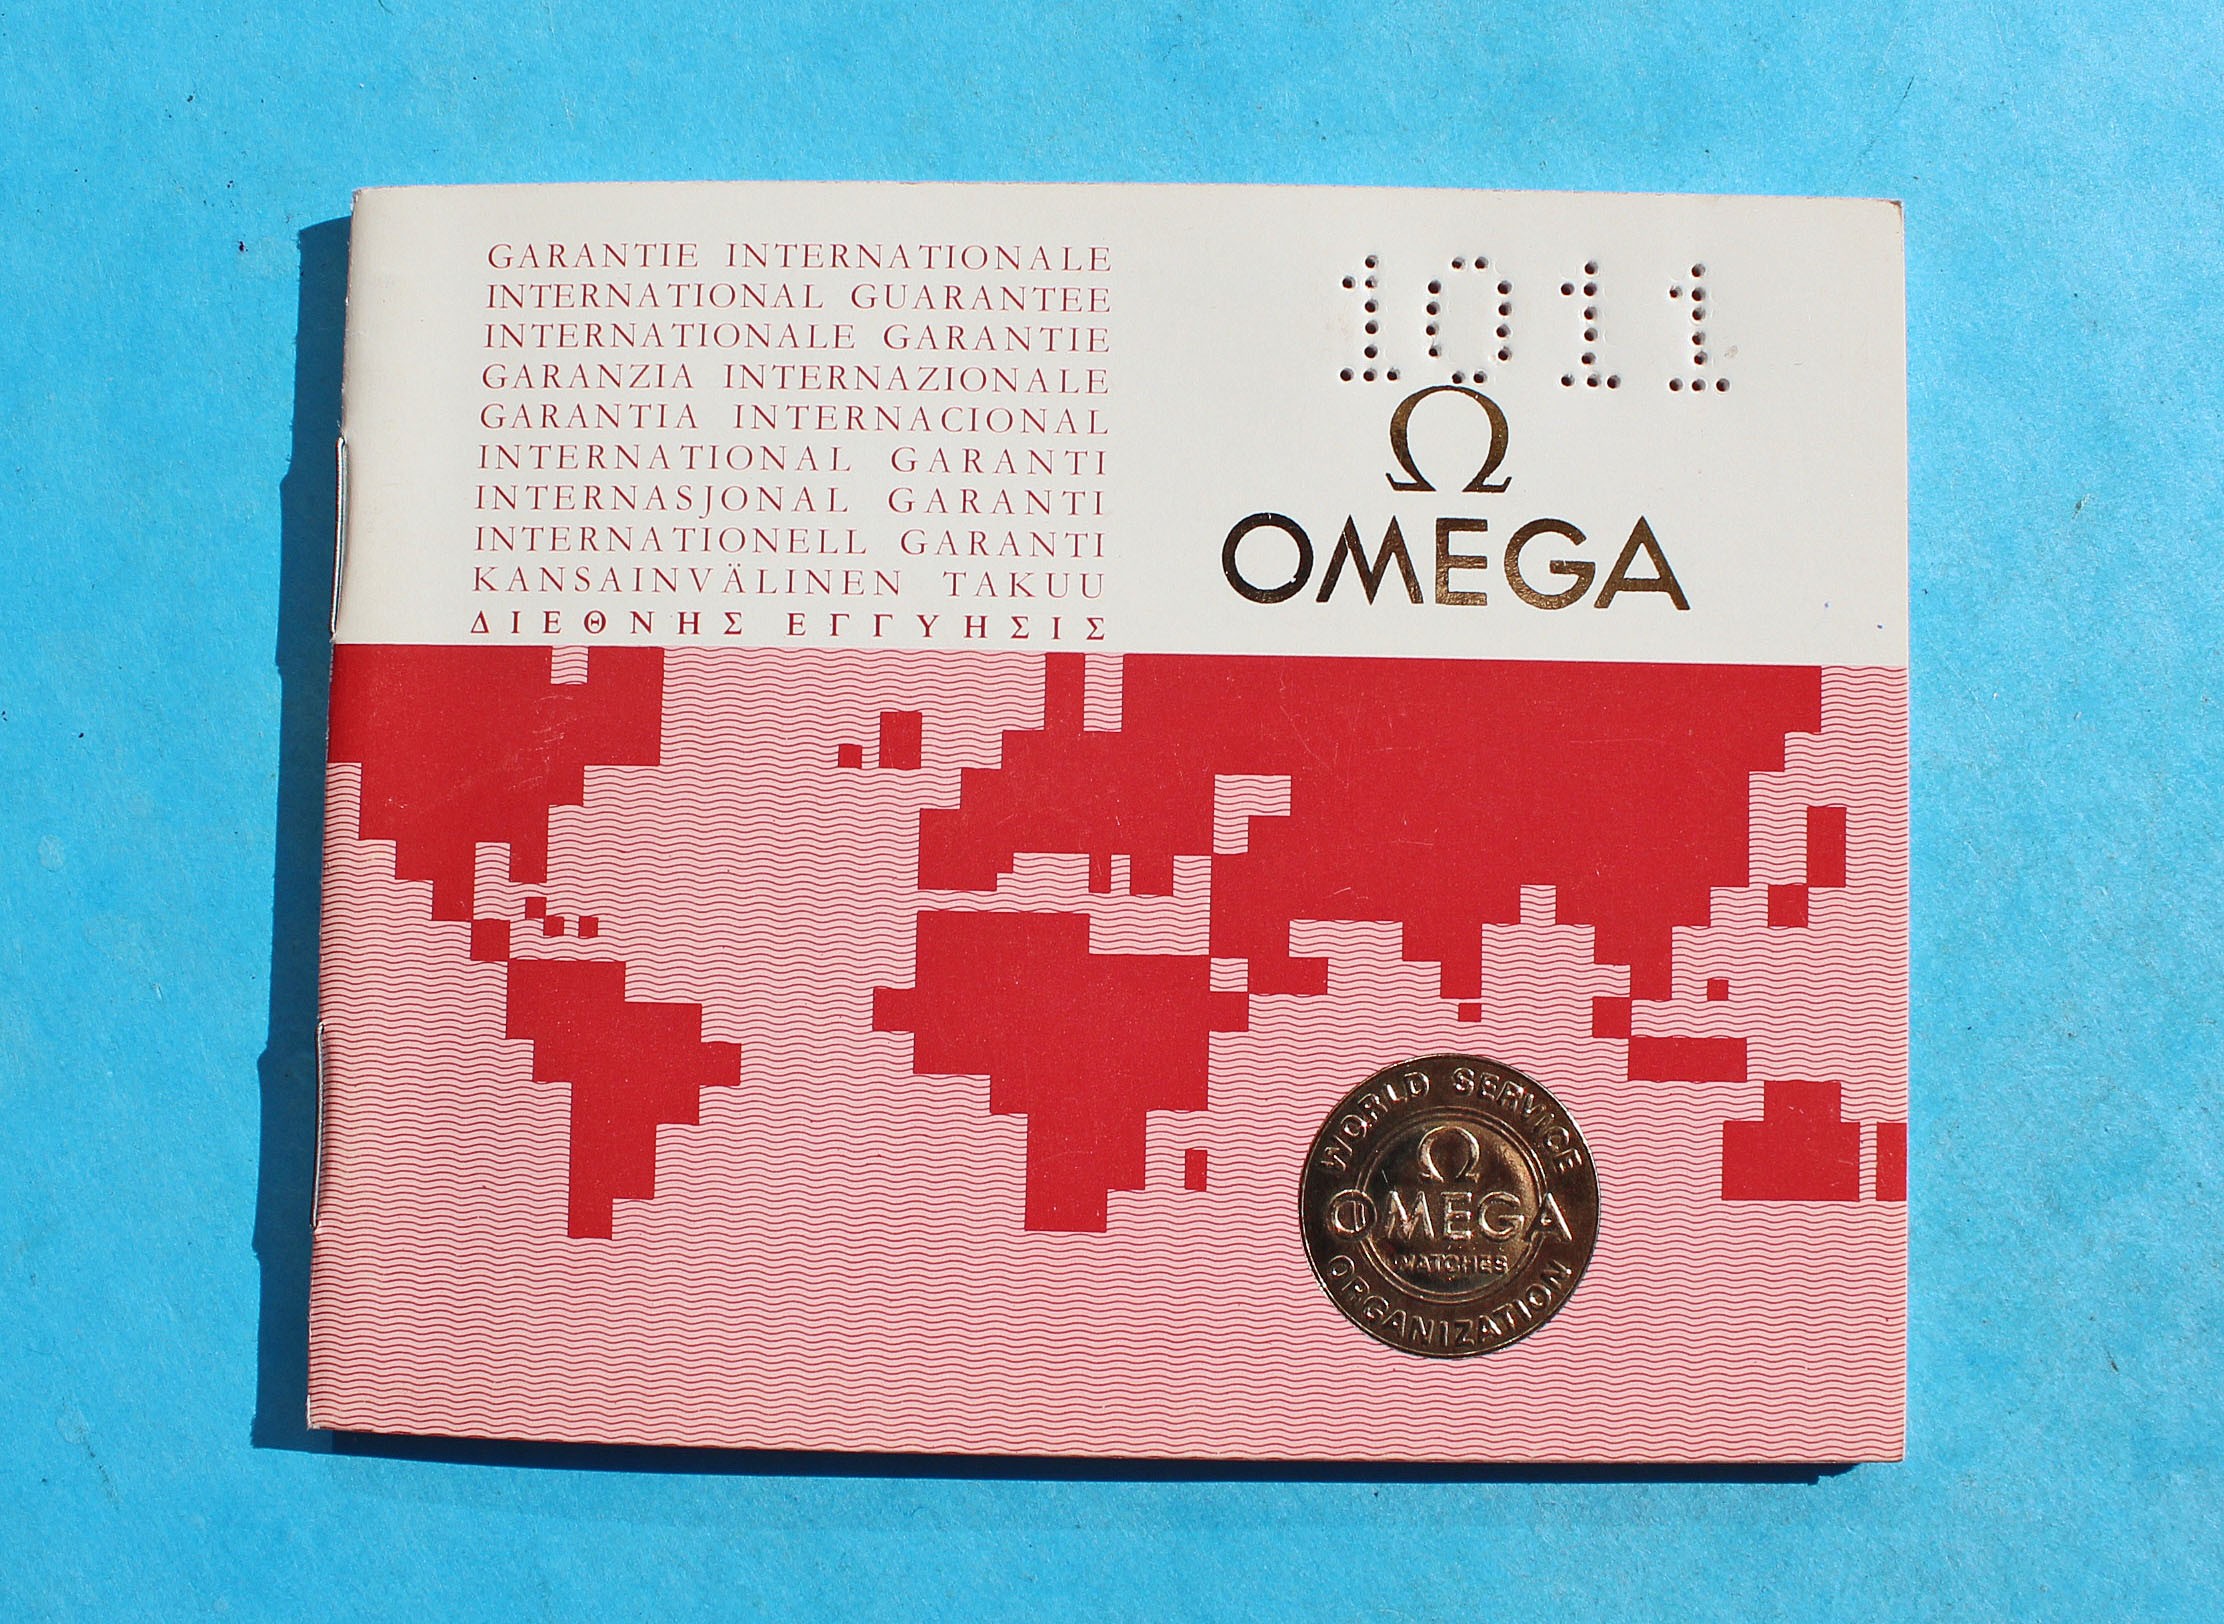 GARANTIE INTERNATIONALE
INTERNATIONAL GUARANTEE
INTERNATIONALE GARANTIE
GARANZIA INTERNAZIONALE
GARANTIA INTERNACIONAL
INTERNATIONAL GARANTI
INTERNASJONAL GARANTI
INTERNATIONELL GARANTI
KANSAINVÄLINEN TAKUU
ΔΙΕΘΝΗΣ ΕΓΓΥΗΣΙΣ
1011
Ω
OMEGA
WORLD SERVICE
Ω
OMEGA
WATCHES
ORGANIZATION